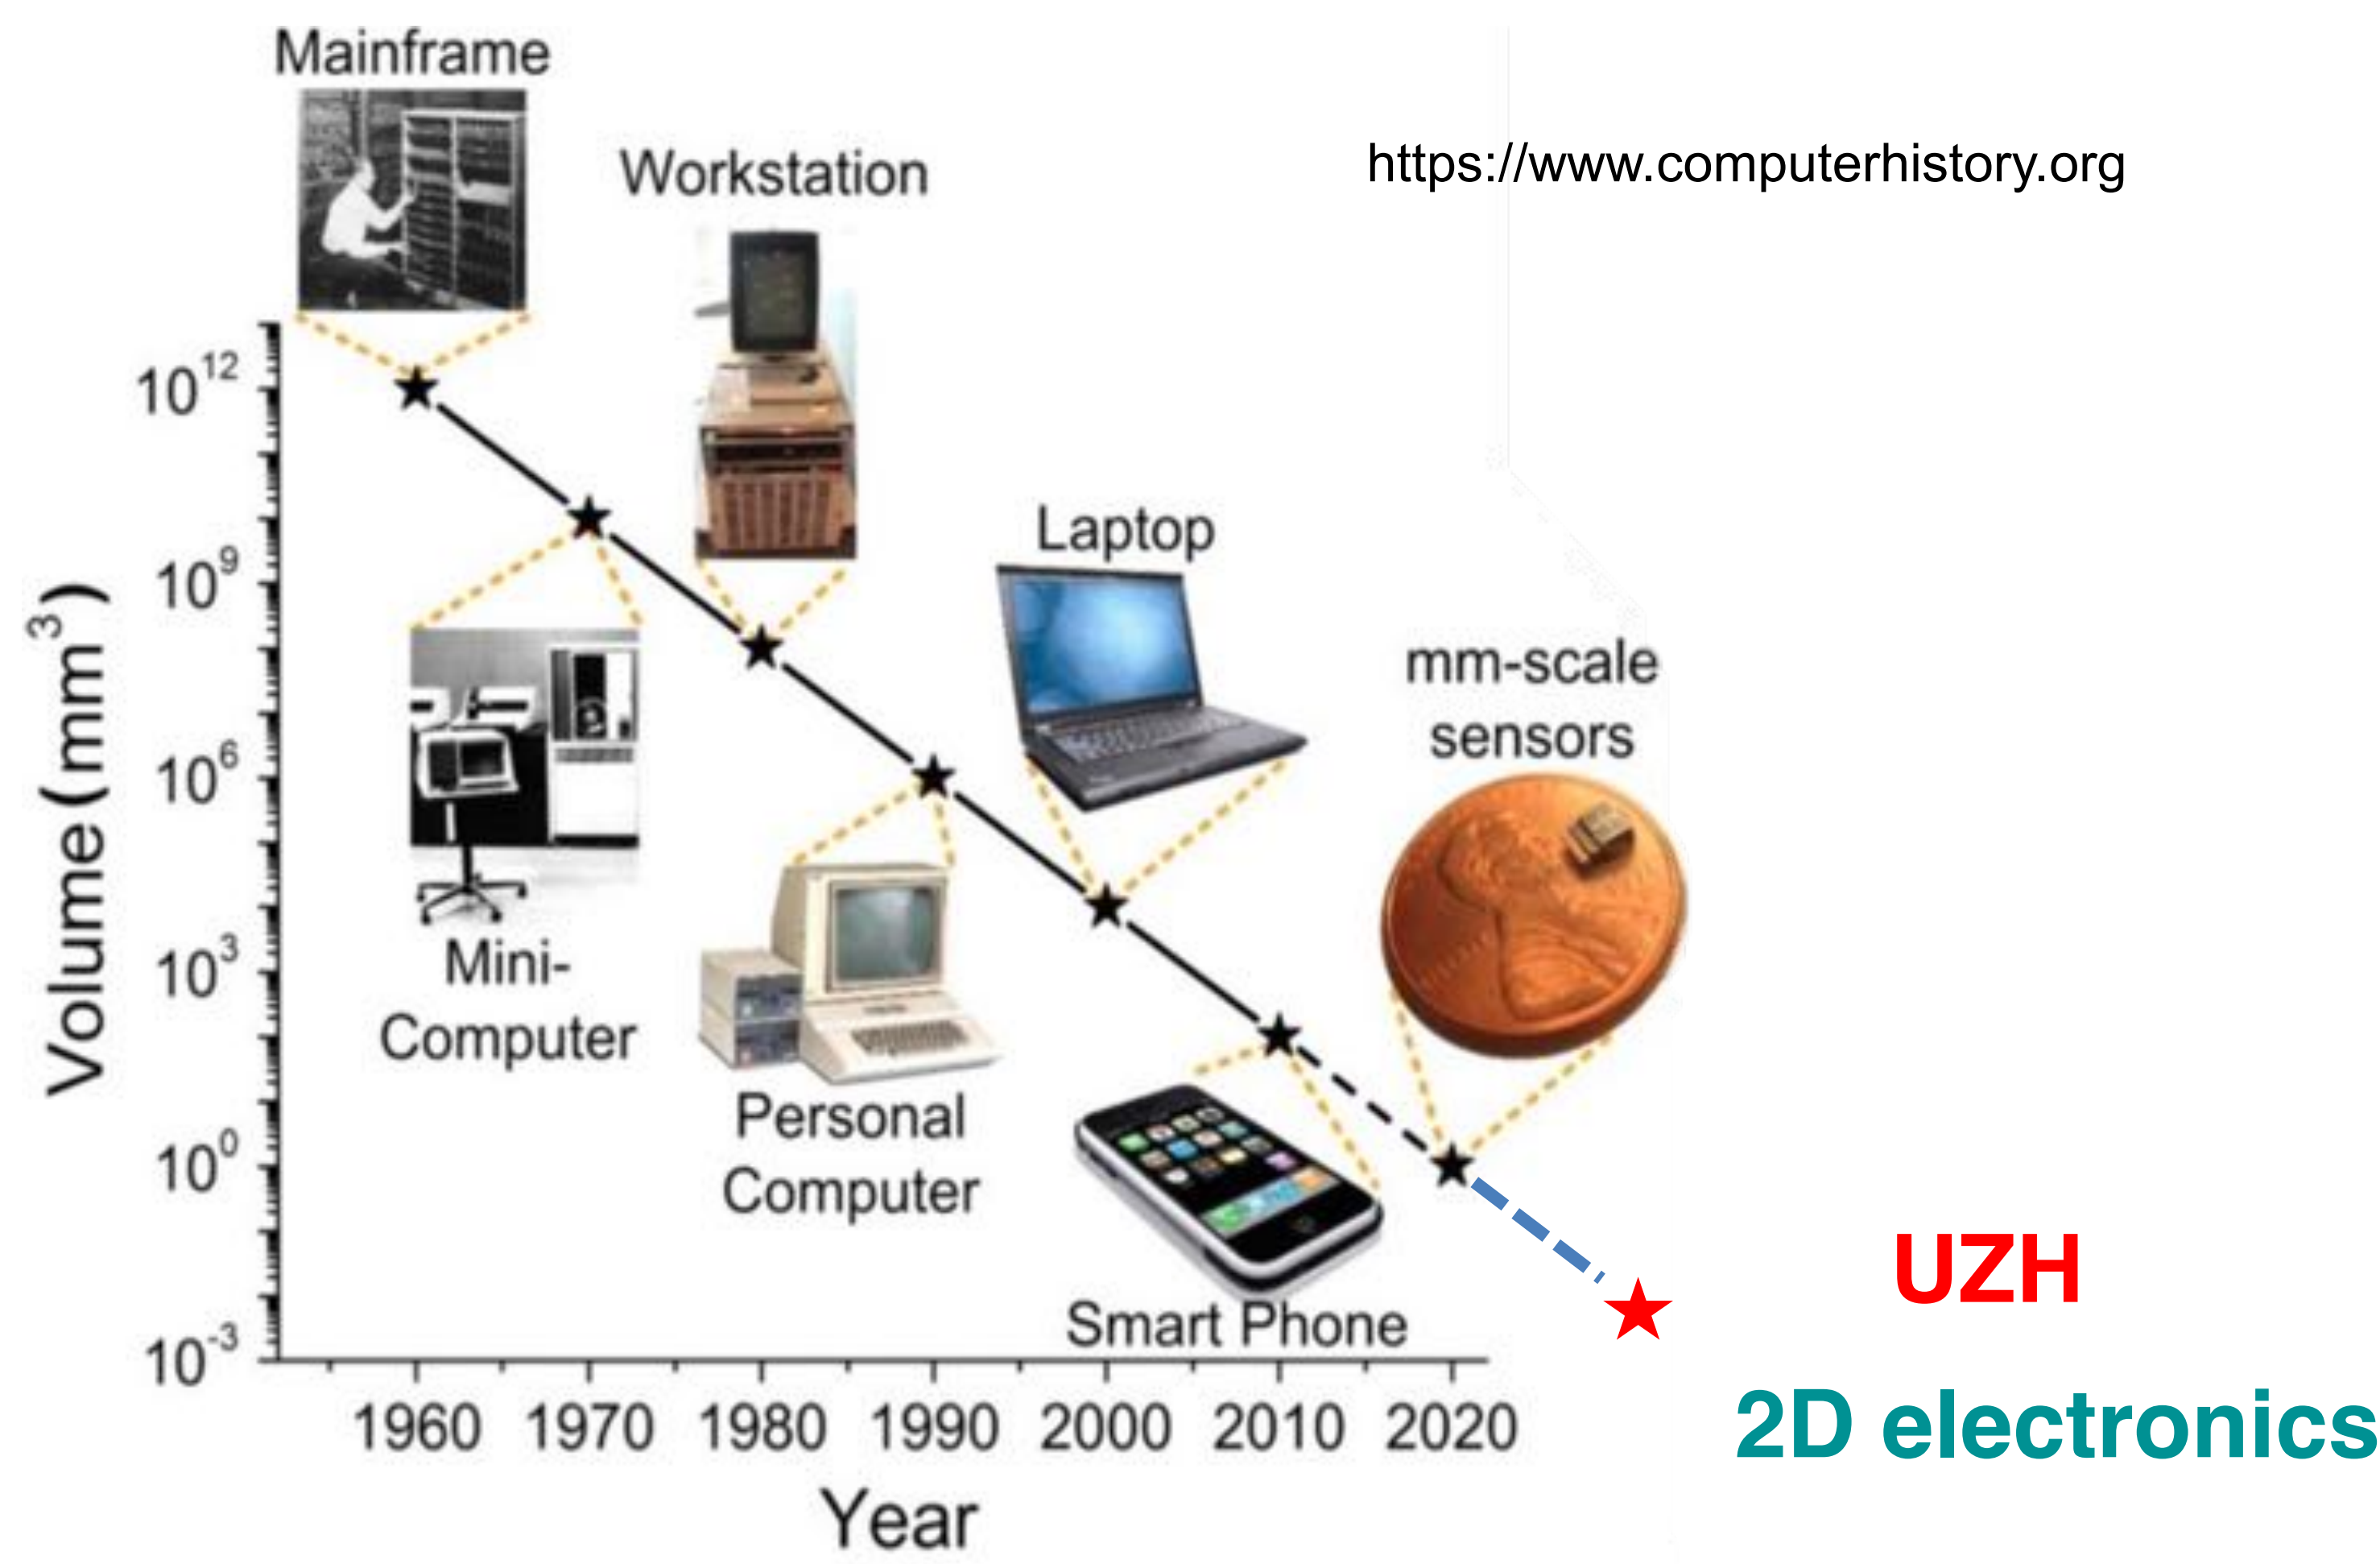 Mainframe
Workstation
https://www.computerhistory.org
Laptop
mm-scale
sensors
Mini-
Computer
Personal
Computer
Smart Phone
UZH
2D electronics
Volume (mm³)
10¹²
10⁹
10⁶
10³
10⁰
10⁻³
1960 1970 1980 1990 2000 2010 2020
Year